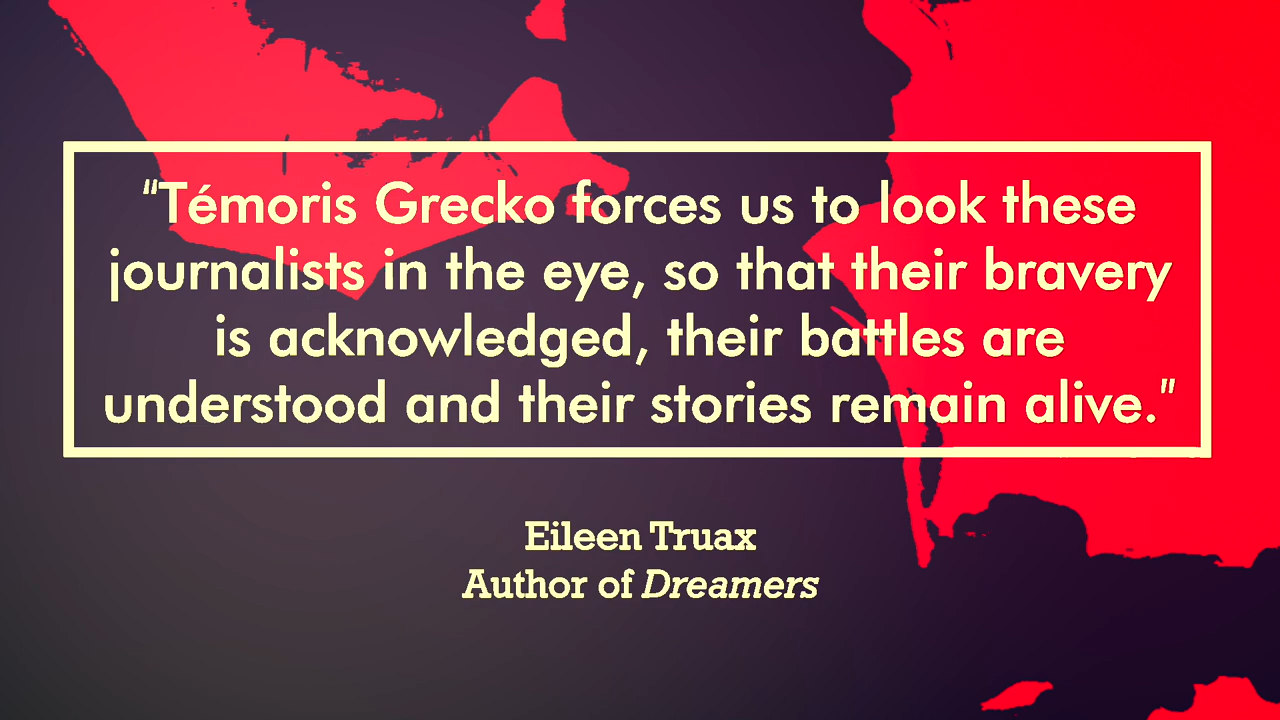 "Témoris Grecko forces us to look these
journalists in the eye, so that their bravery
is acknowledged, their battles are
understood and their stories remain alive."
Eileen Truax
Author of Dreamers